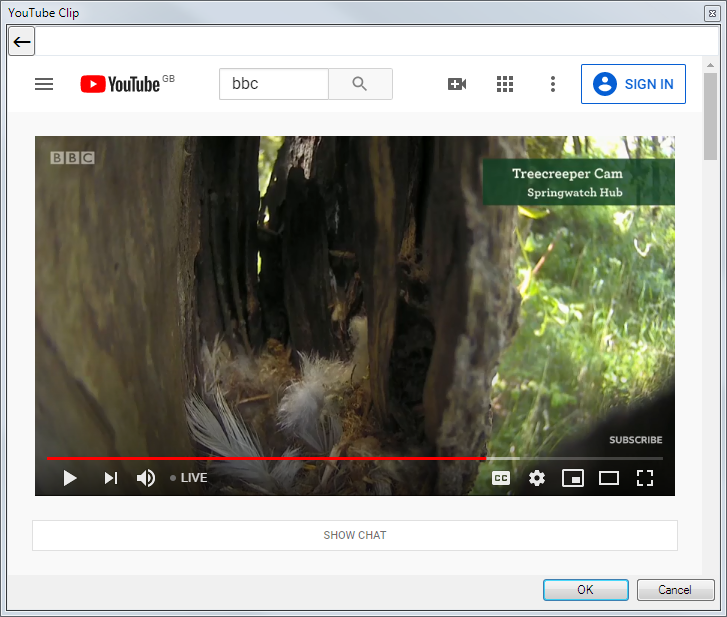 YouTube Clip
YouTube GB
bbc
SIGN IN
BBC
Treecreeper Cam
Springwatch Hub
SUBSCRIBE
LIVE
CC
SHOW CHAT
OK
Cancel